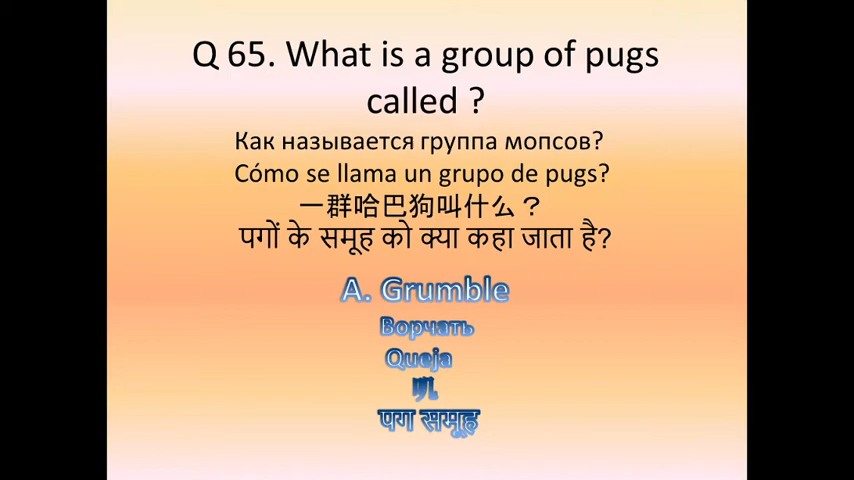 Q 65. What is a group of pugs
called ?
Как называется группа мопсов?
Cómo se llama un grupo de pugs?
一群哈巴狗叫什么？
पगों के समूह को क्या कहा जाता है?
A. Grumble
Ворчать
Queja
पग समूह